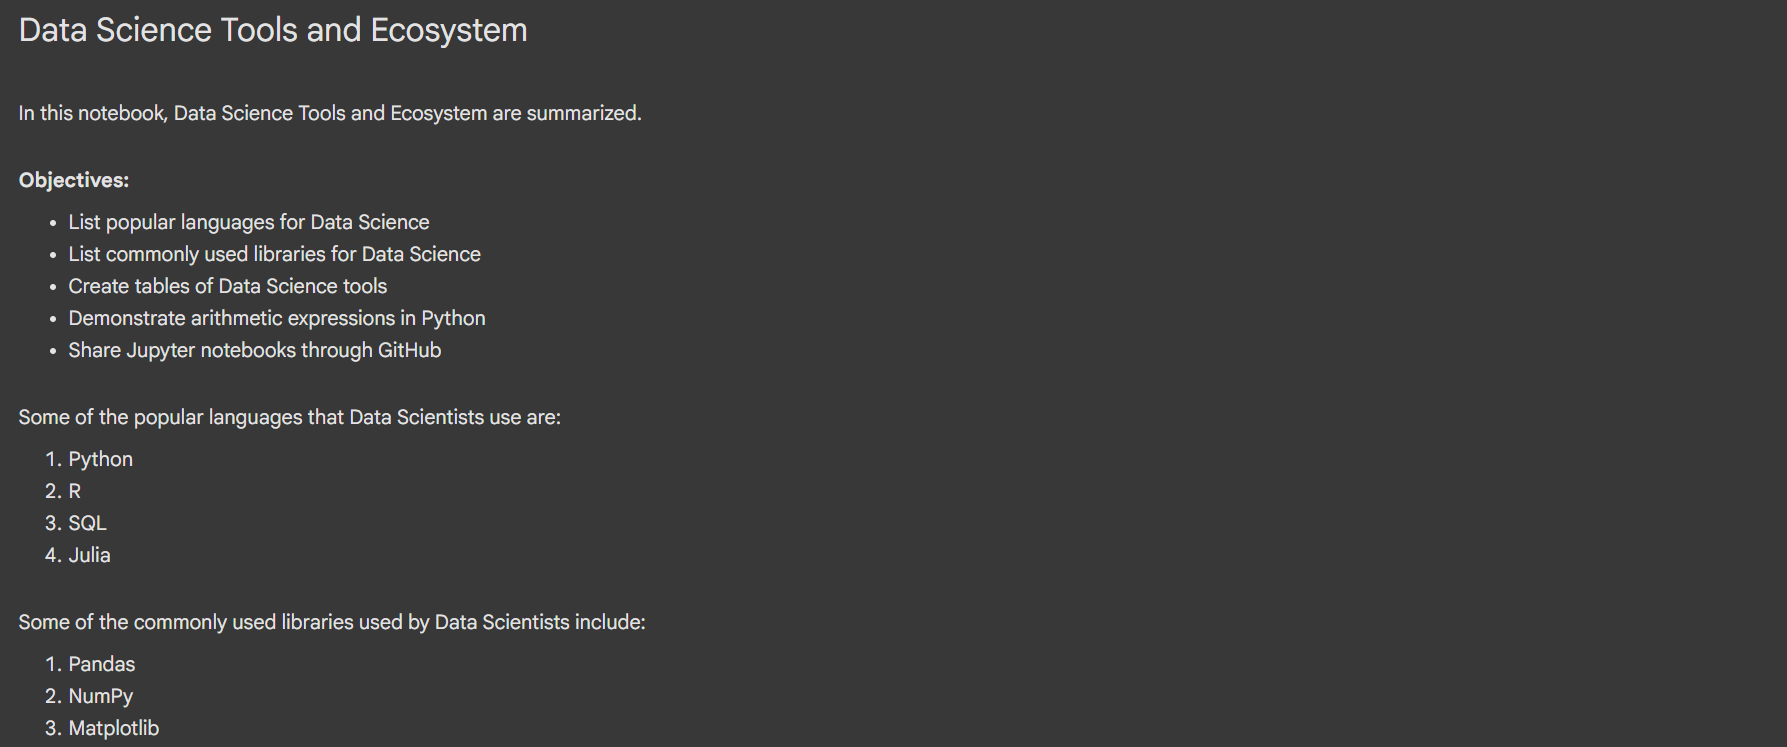 Data Science Tools and Ecosystem
In this notebook, Data Science Tools and Ecosystem are summarized.
Objectives:
• List popular languages for Data Science
• List commonly used libraries for Data Science
• Create tables of Data Science tools
• Demonstrate arithmetic expressions in Python
• Share Jupyter notebooks through GitHub
Some of the popular languages that Data Scientists use are:
1. Python
2. R
3. SQL
4. Julia
Some of the commonly used libraries used by Data Scientists include:
1. Pandas
2. NumPy
3. Matplotlib